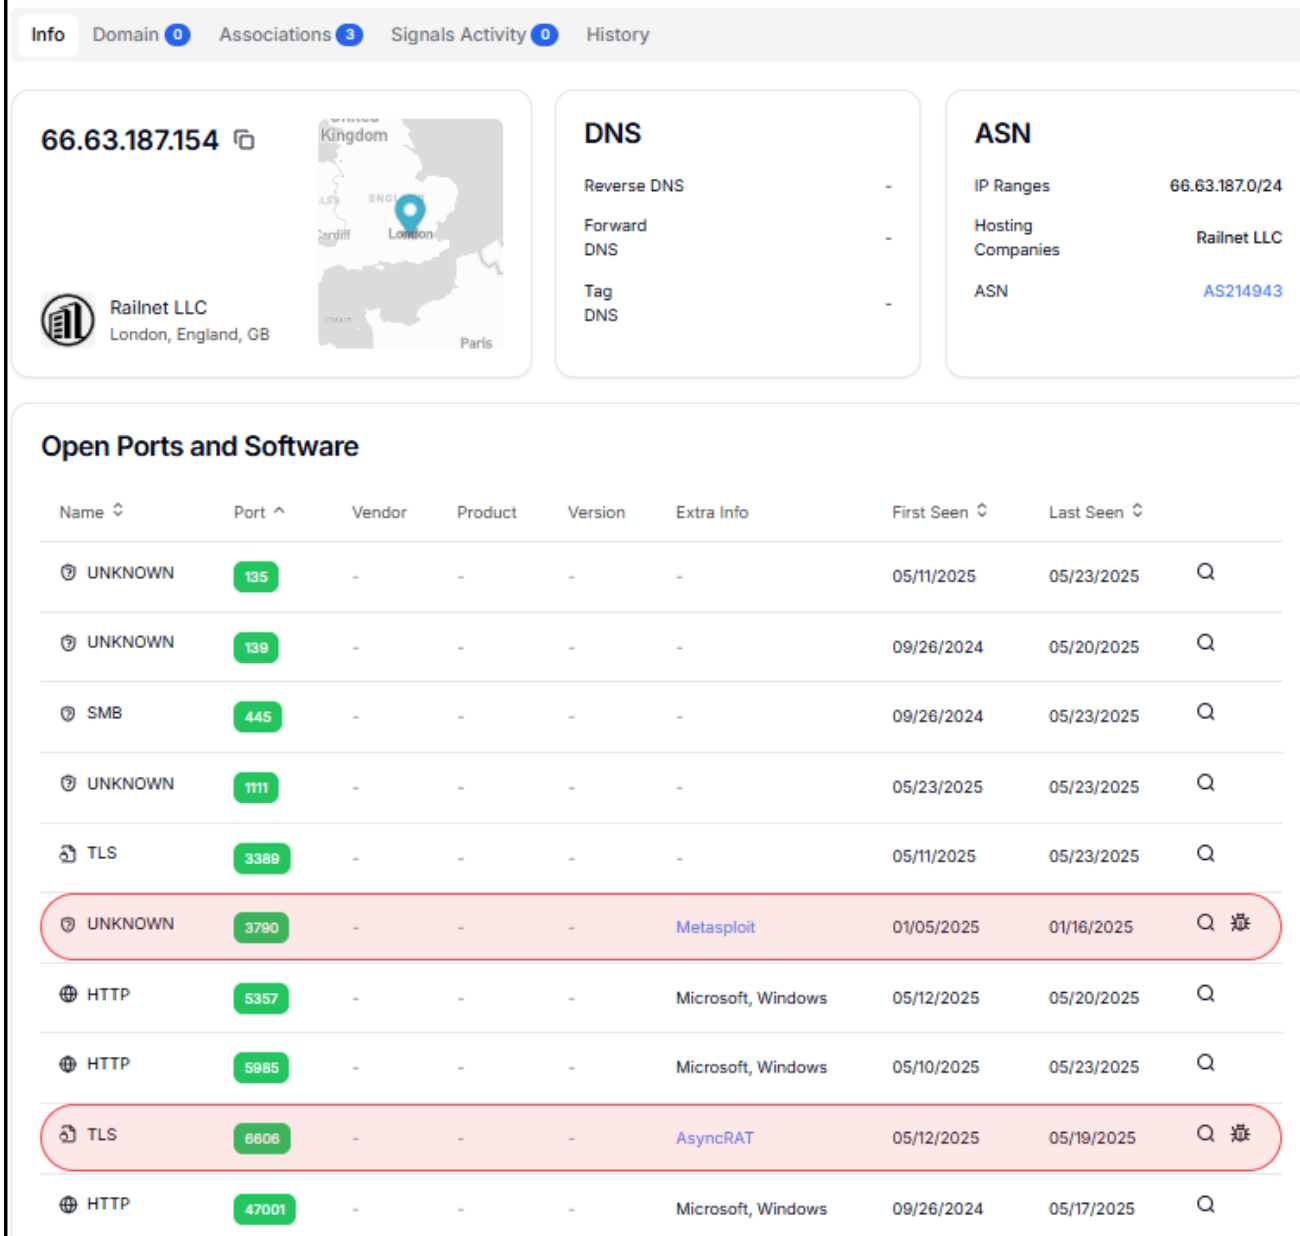 Info Domain 0 Associations 3 Signals Activity 0 History
66.63.187.154
Kingdom
London
Paris
Railnet LLC
London, England, GB
DNS
Reverse DNS -
Forward DNS -
Tag DNS -
ASN
IP Ranges 66.63.187.0/24
Hosting Companies Railnet LLC
ASN AS214943
Open Ports and Software
Name Port Vendor Product Version Extra Info First Seen Last Seen
UNKNOWN 135 - - - - 05/11/2025 05/23/2025
UNKNOWN 139 - - - - 09/26/2024 05/20/2025
SMB 445 - - - - 09/26/2024 05/23/2025
UNKNOWN 1111 - - - - 05/23/2025 05/23/2025
TLS 3389 - - - - 05/11/2025 05/23/2025
UNKNOWN 3790 - - - Metasploit 01/05/2025 01/16/2025
HTTP 5357 - - - Microsoft, Windows 05/12/2025 05/20/2025
HTTP 5985 - - - Microsoft, Windows 05/10/2025 05/23/2025
TLS 6606 - - - AsyncRAT 05/12/2025 05/19/2025
HTTP 47001 - - - Microsoft, Windows 09/26/2024 05/17/2025